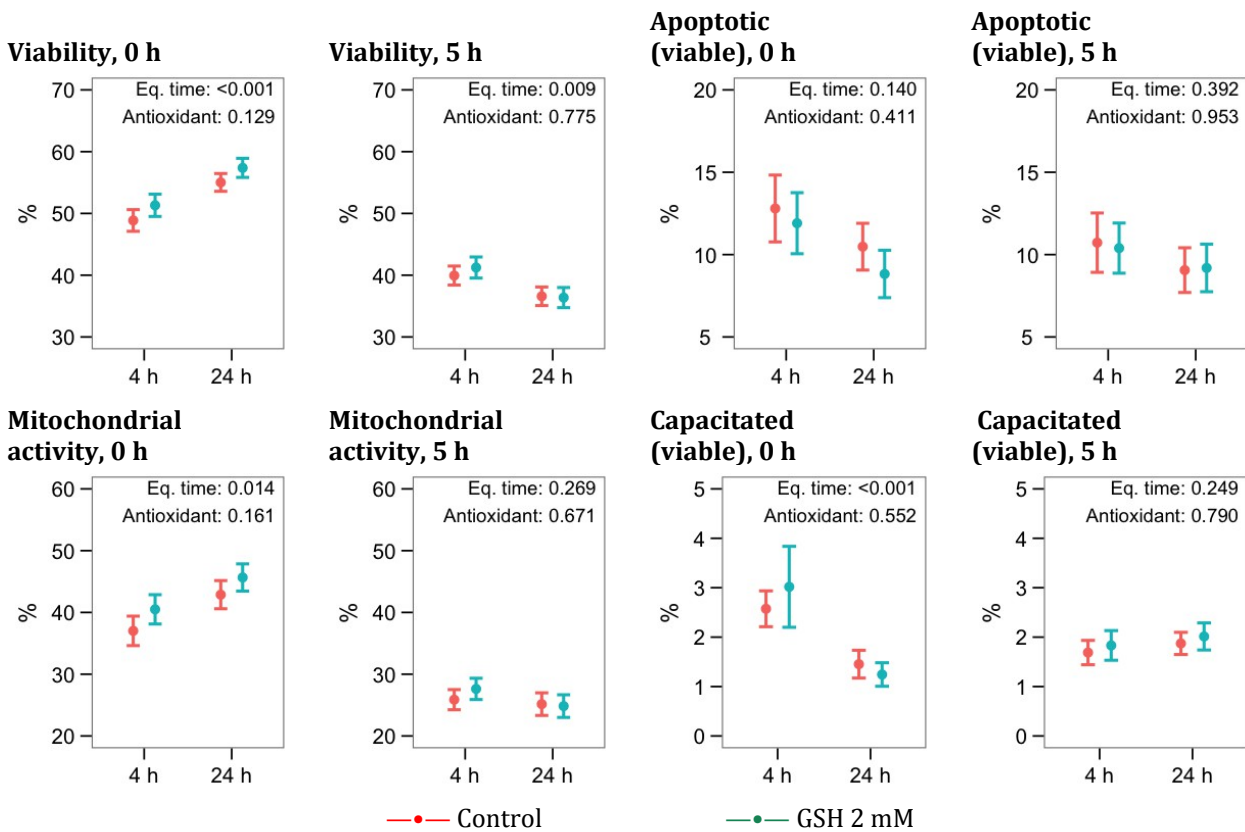 Viability, 0 h
Eq. time: <0.001
Antioxidant: 0.129
70
60
50
40
30
%
4 h
24 h
Viability, 5 h
Eq. time: 0.009
Antioxidant: 0.775
70
60
50
40
30
%
4 h
24 h
Apoptotic
(viable), 0 h
Eq. time: 0.140
Antioxidant: 0.411
20
15
10
5
%
4 h
24 h
Apoptotic
(viable), 5 h
Eq. time: 0.392
Antioxidant: 0.953
20
15
10
5
%
4 h
24 h
Mitochondrial
activity, 0 h
Eq. time: 0.014
Antioxidant: 0.161
60
50
40
30
20
%
4 h
24 h
Mitochondrial
activity, 5 h
Eq. time: 0.269
Antioxidant: 0.671
60
50
40
30
20
%
4 h
24 h
Capacitated
(viable), 0 h
Eq. time: <0.001
Antioxidant: 0.552
5
4
3
2
1
0
%
4 h
24 h
Capacitated
(viable), 5 h
Eq. time: 0.249
Antioxidant: 0.790
5
4
3
2
1
0
%
4 h
24 h
Control
GSH 2 mM